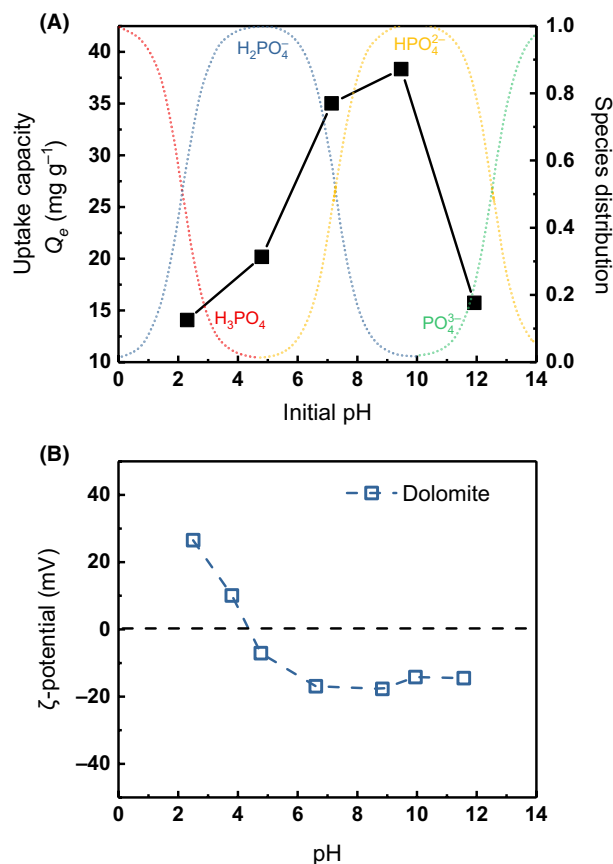 (A)
Uptake capacity
Qₑ (mg g⁻¹)
45
40
35
30
25
20
15
10
H₂PO₄⁻
HPO₄²⁻
H₃PO₄
PO₄³⁻
1.0
0.8
0.6
0.4
0.2
0.0
Species distribution
0 2 4 6 8 10 12 14
Initial pH
(B)
ζ-potential (mV)
40
20
0
−20
−40
Dolomite
0 2 4 6 8 10 12 14
pH